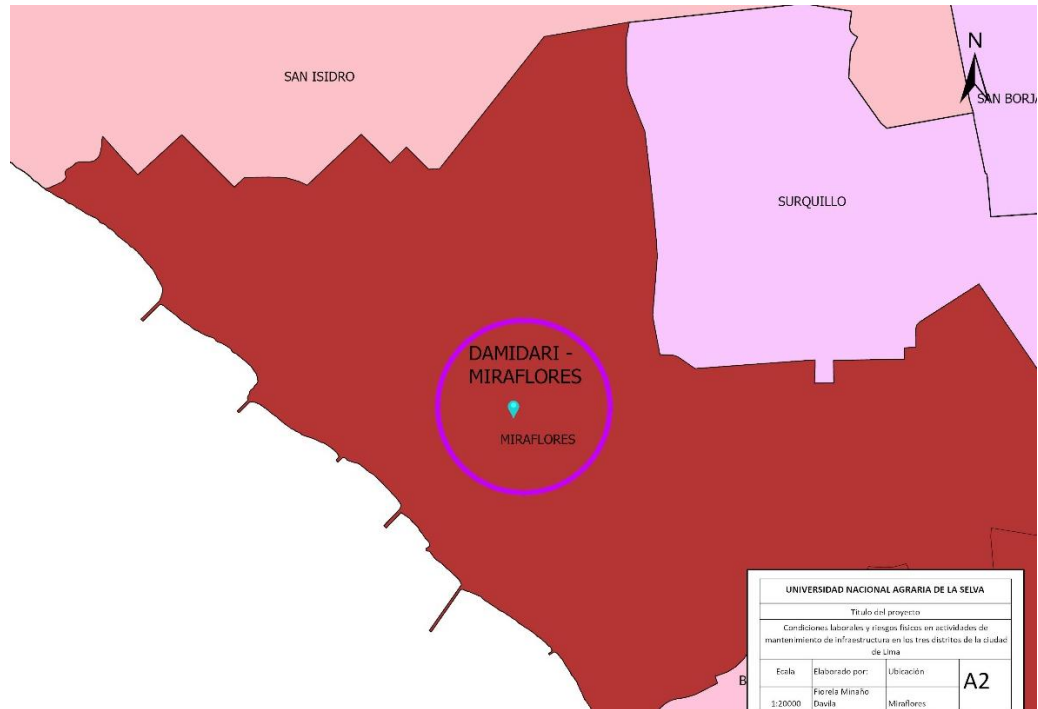 SAN ISIDRO
N
SAN BORJA
SURQUILLO
DAMIDARI -
MIRAFLORES
MIRAFLORES
B
UNIVERSIDAD NACIONAL AGRARIA DE LA SELVA
Titulo del proyecto
Condiciones laborales y riesgos físicos en actividades de
mantenimiento de infraestructura en los tres distritos de la ciudad
de Lima
Ecala
Elaborado por:
Ubicación
A2
1:20000
Fiorela Minaño
Davila
Miraflores